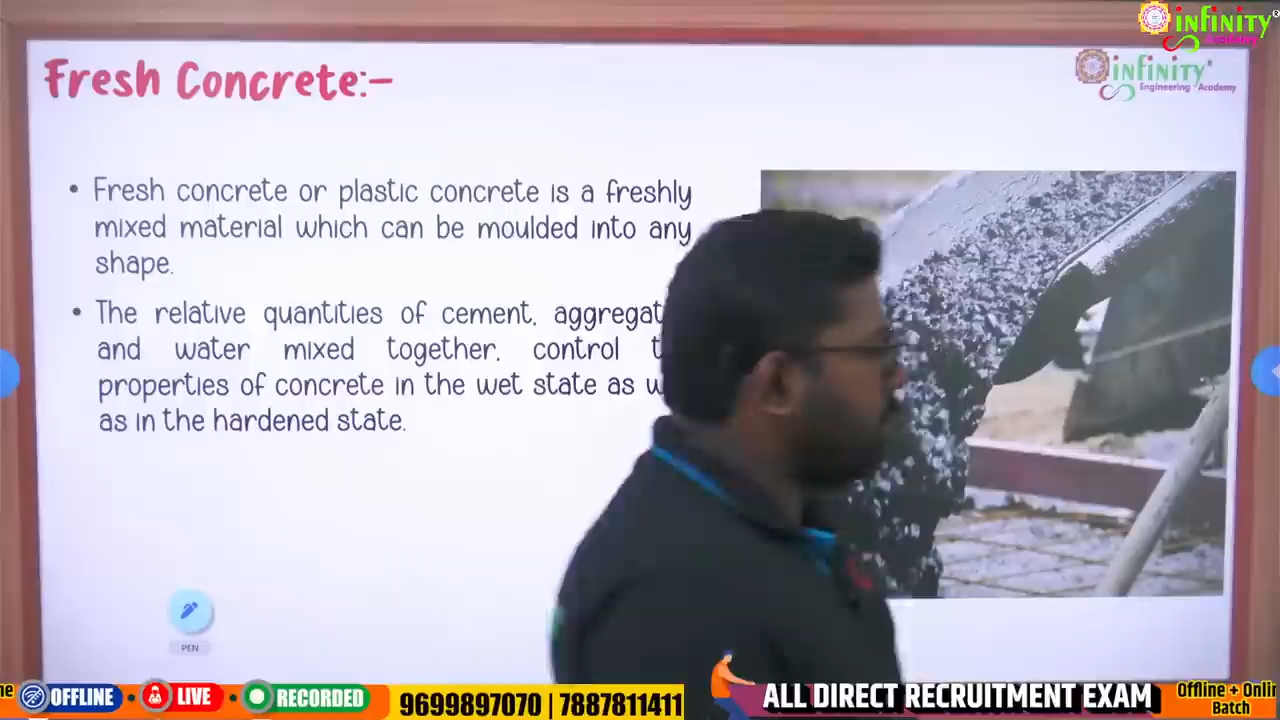 infinity
Academy
Fresh Concrete:-
infinity
Engineering Academy
• Fresh concrete or plastic concrete is a freshly
mixed material which can be moulded into any
shape.
• The relative quantities of cement, aggregat
and water mixed together, control t
properties of concrete in the wet state as w
as in the hardened state.
PEN
ne • OFFLINE • LIVE • RECORDED
9699897070 | 7887811411
ALL DIRECT RECRUITMENT EXAM
Offline + Onlin
Batch